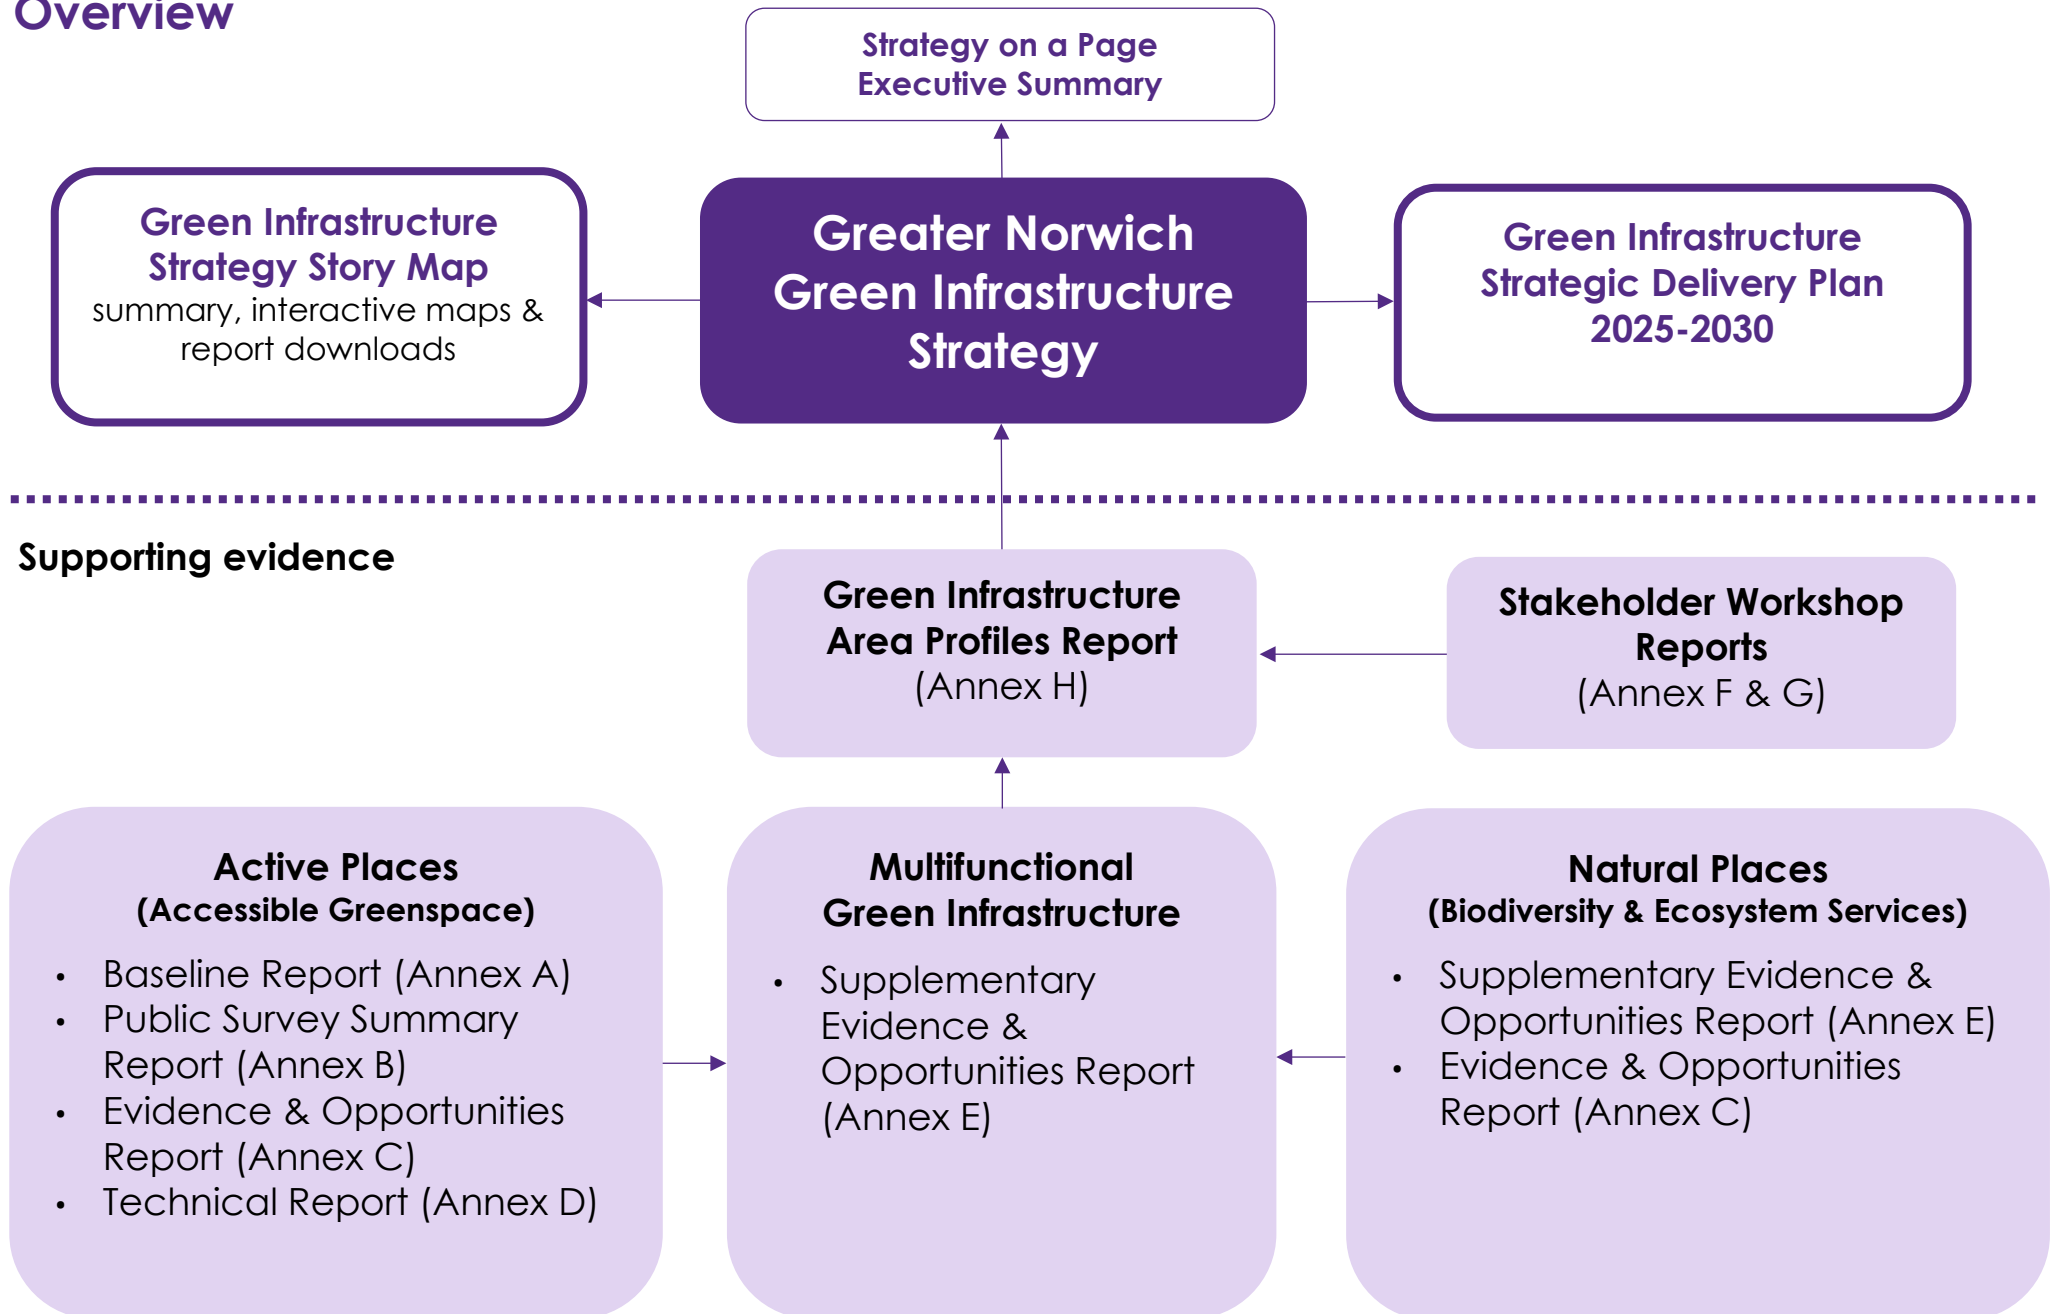 Overview
Strategy on a Page
Executive Summary
Green Infrastructure
Strategy Story Map
summary, interactive maps &
report downloads
Greater Norwich
Green Infrastructure
Strategy
Green Infrastructure
Strategic Delivery Plan
2025-2030
Supporting evidence
Green Infrastructure
Area Profiles Report
(Annex H)
Stakeholder Workshop
Reports
(Annex F & G)
Active Places
(Accessible Greenspace)
• Baseline Report (Annex A)
• Public Survey Summary
Report (Annex B)
• Evidence & Opportunities
Report (Annex C)
• Technical Report (Annex D)
Multifunctional
Green Infrastructure
• Supplementary
Evidence &
Opportunities Report
(Annex E)
Natural Places
(Biodiversity & Ecosystem Services)
• Supplementary Evidence &
Opportunities Report (Annex E)
• Evidence & Opportunities
Report (Annex C)